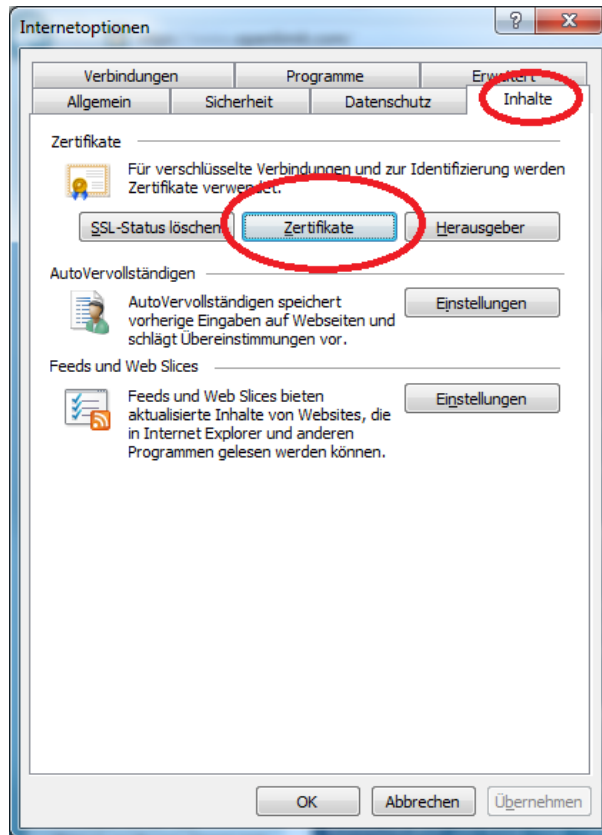 Internetoptionen
Verbindungen Programme Erweitert
Allgemein Sicherheit Datenschutz Inhalte
Zertifikate
Für verschlüsselte Verbindungen und zur Identifizierung werden
Zertifikate verwendet.
SSL-Status löschen Zertifikate Herausgeber
AutoVervollständigen
AutoVervollständigen speichert
vorherige Eingaben auf Webseiten und
schlägt Übereinstimmungen vor.
Einstellungen
Feeds und Web Slices
Feeds und Web Slices bieten
aktualisierte Inhalte von Websites, die
in Internet Explorer und anderen
Programmen gelesen werden können.
Einstellungen
OK Abbrechen Übernehmen